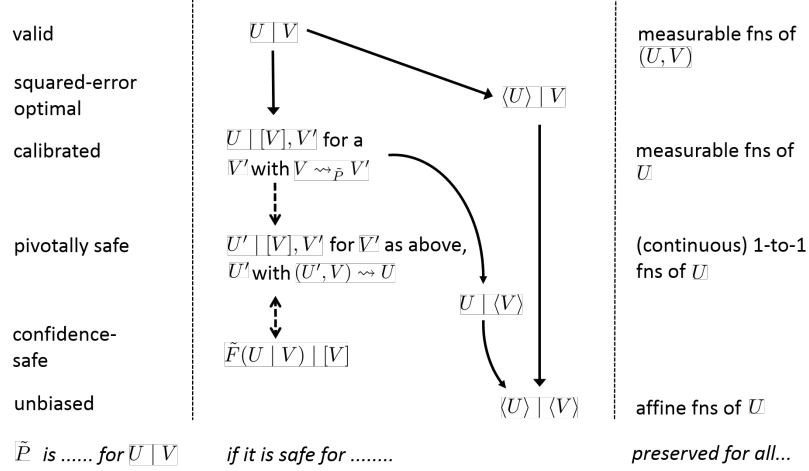 valid
U | V
measurable fns of
(U, V)
squared-error
optimal
⟨U⟩ | V
calibrated
U | [V], V′ for a
V′ with V ⇝_P̃ V′
measurable fns of
U
pivotally safe
U′ | [V], V′ for V′ as above,
U′ with (U′, V) ⇝ U
(continuous) 1-to-1
fns of U
U | ⟨V⟩
confidence-
safe
F̃(U | V) | [V]
unbiased
⟨U⟩ | ⟨V⟩
affine fns of U
P̃ is ...... for U | V
if it is safe for ........
preserved for all...